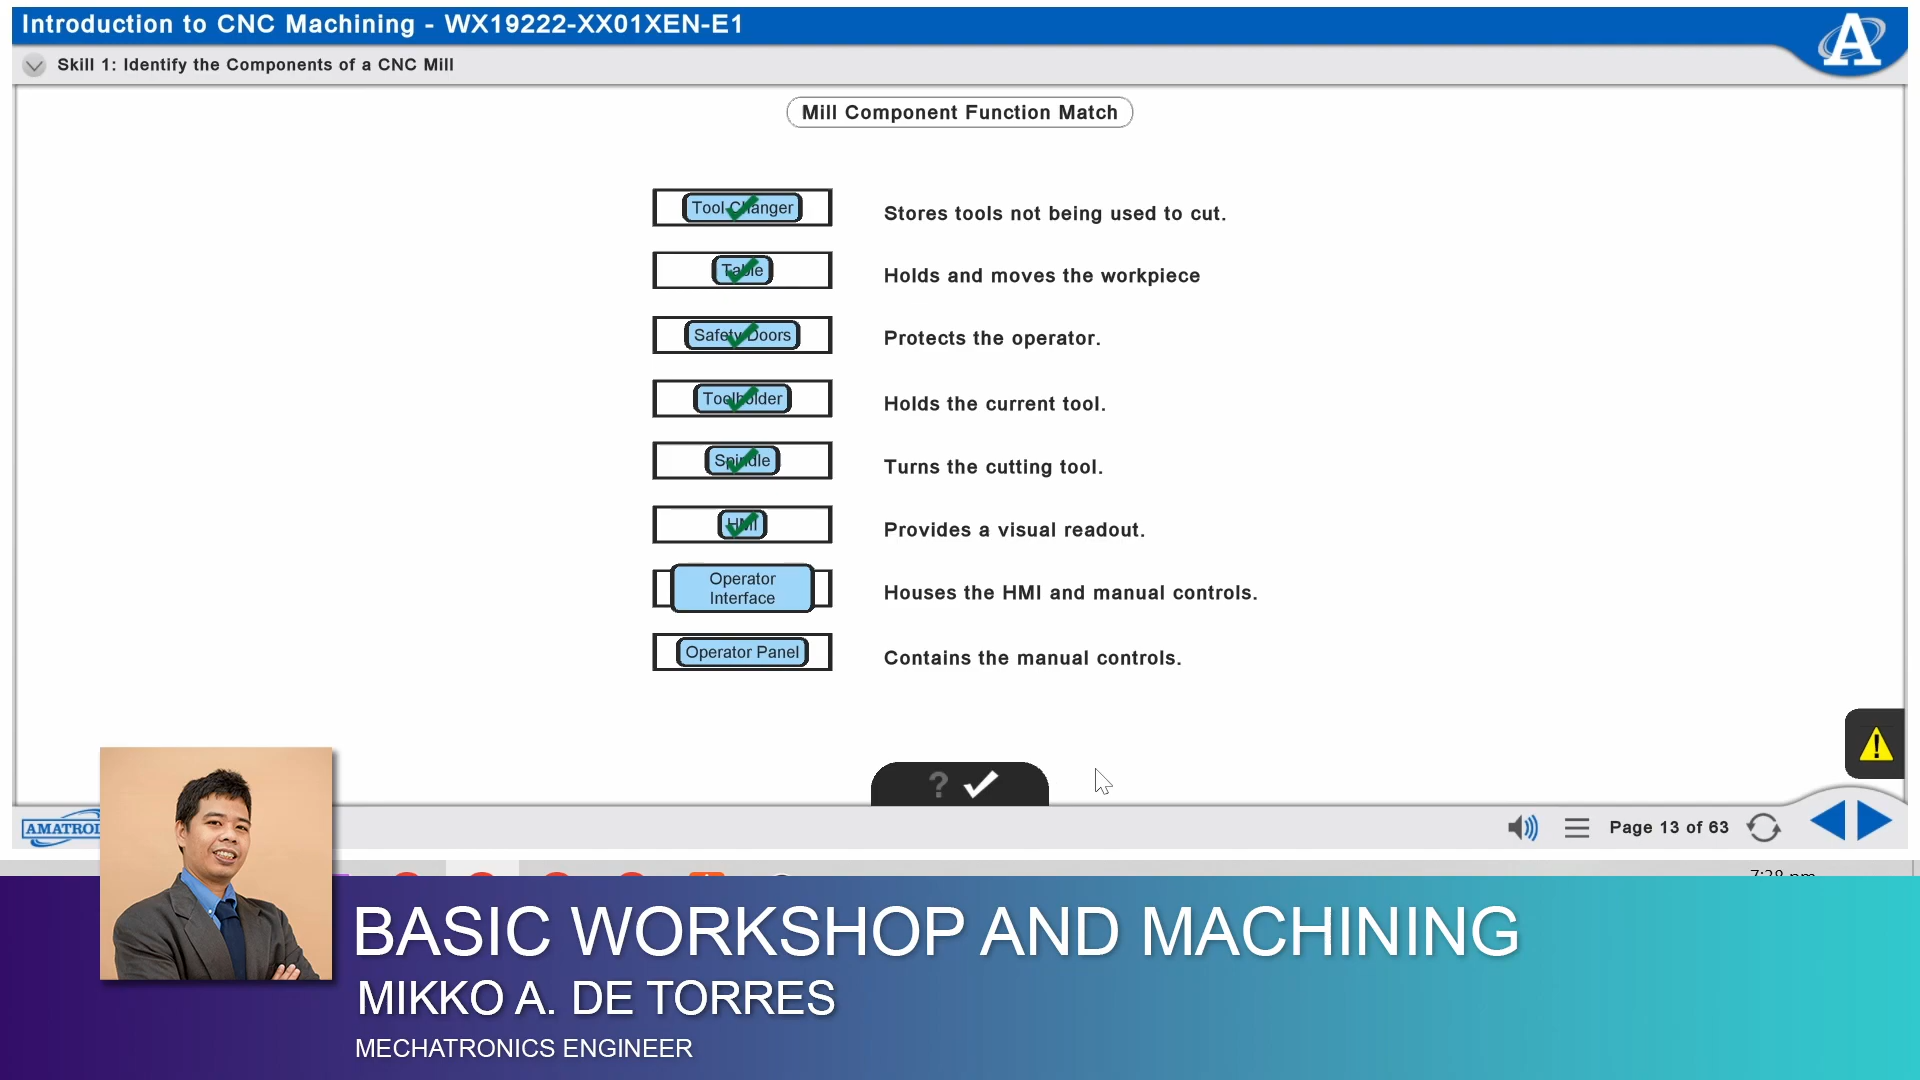 Introduction to CNC Machining - WX19222-XX01XEN-E1
Skill 1: Identify the Components of a CNC Mill
Mill Component Function Match
Tool Changer
Stores tools not being used to cut.
Table
Holds and moves the workpiece
Safety Doors
Protects the operator.
Toolholder
Holds the current tool.
Spindle
Turns the cutting tool.
HMI
Provides a visual readout.
Operator
Interface
Houses the HMI and manual controls.
Operator Panel
Contains the manual controls.
Page 13 of 63
BASIC WORKSHOP AND MACHINING
MIKKO A. DE TORRES
MECHATRONICS ENGINEER